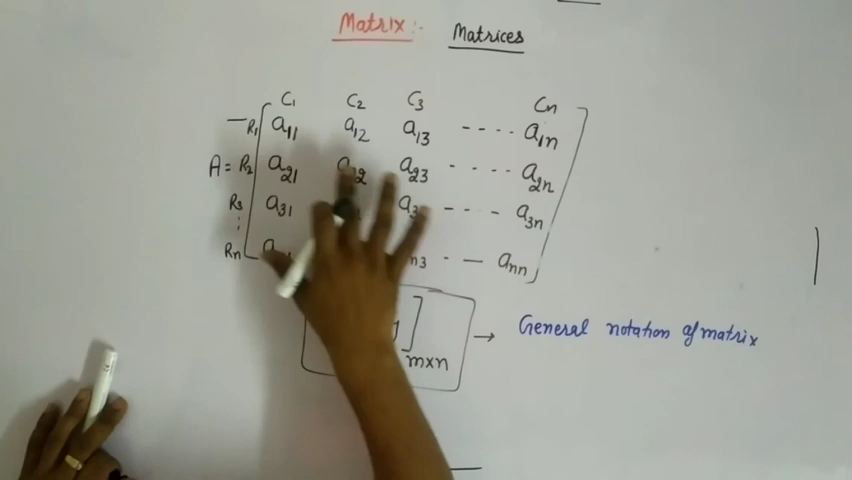 Matrix :- Matrices
C1 C2 C3 Cn
R1 a11 a12 a13 ---- a1n
A = R2 a21 a23 ---- a2n
R3 a31 ---- a3n
Rn n3 - — ann
] m×n → General notation of matrix